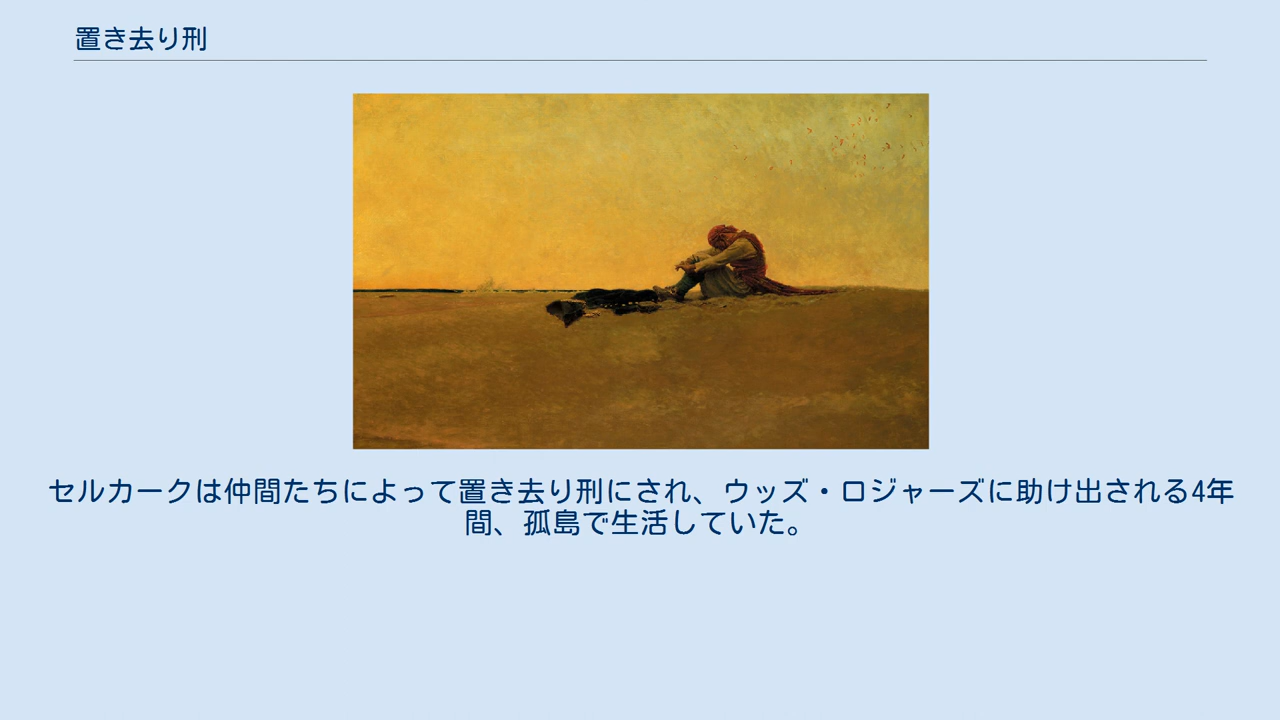 置き去り刑
セルカークは仲間たちによって置き去り刑にされ、ウッズ・ロジャーズに助け出される4年
間、孤島で生活していた。